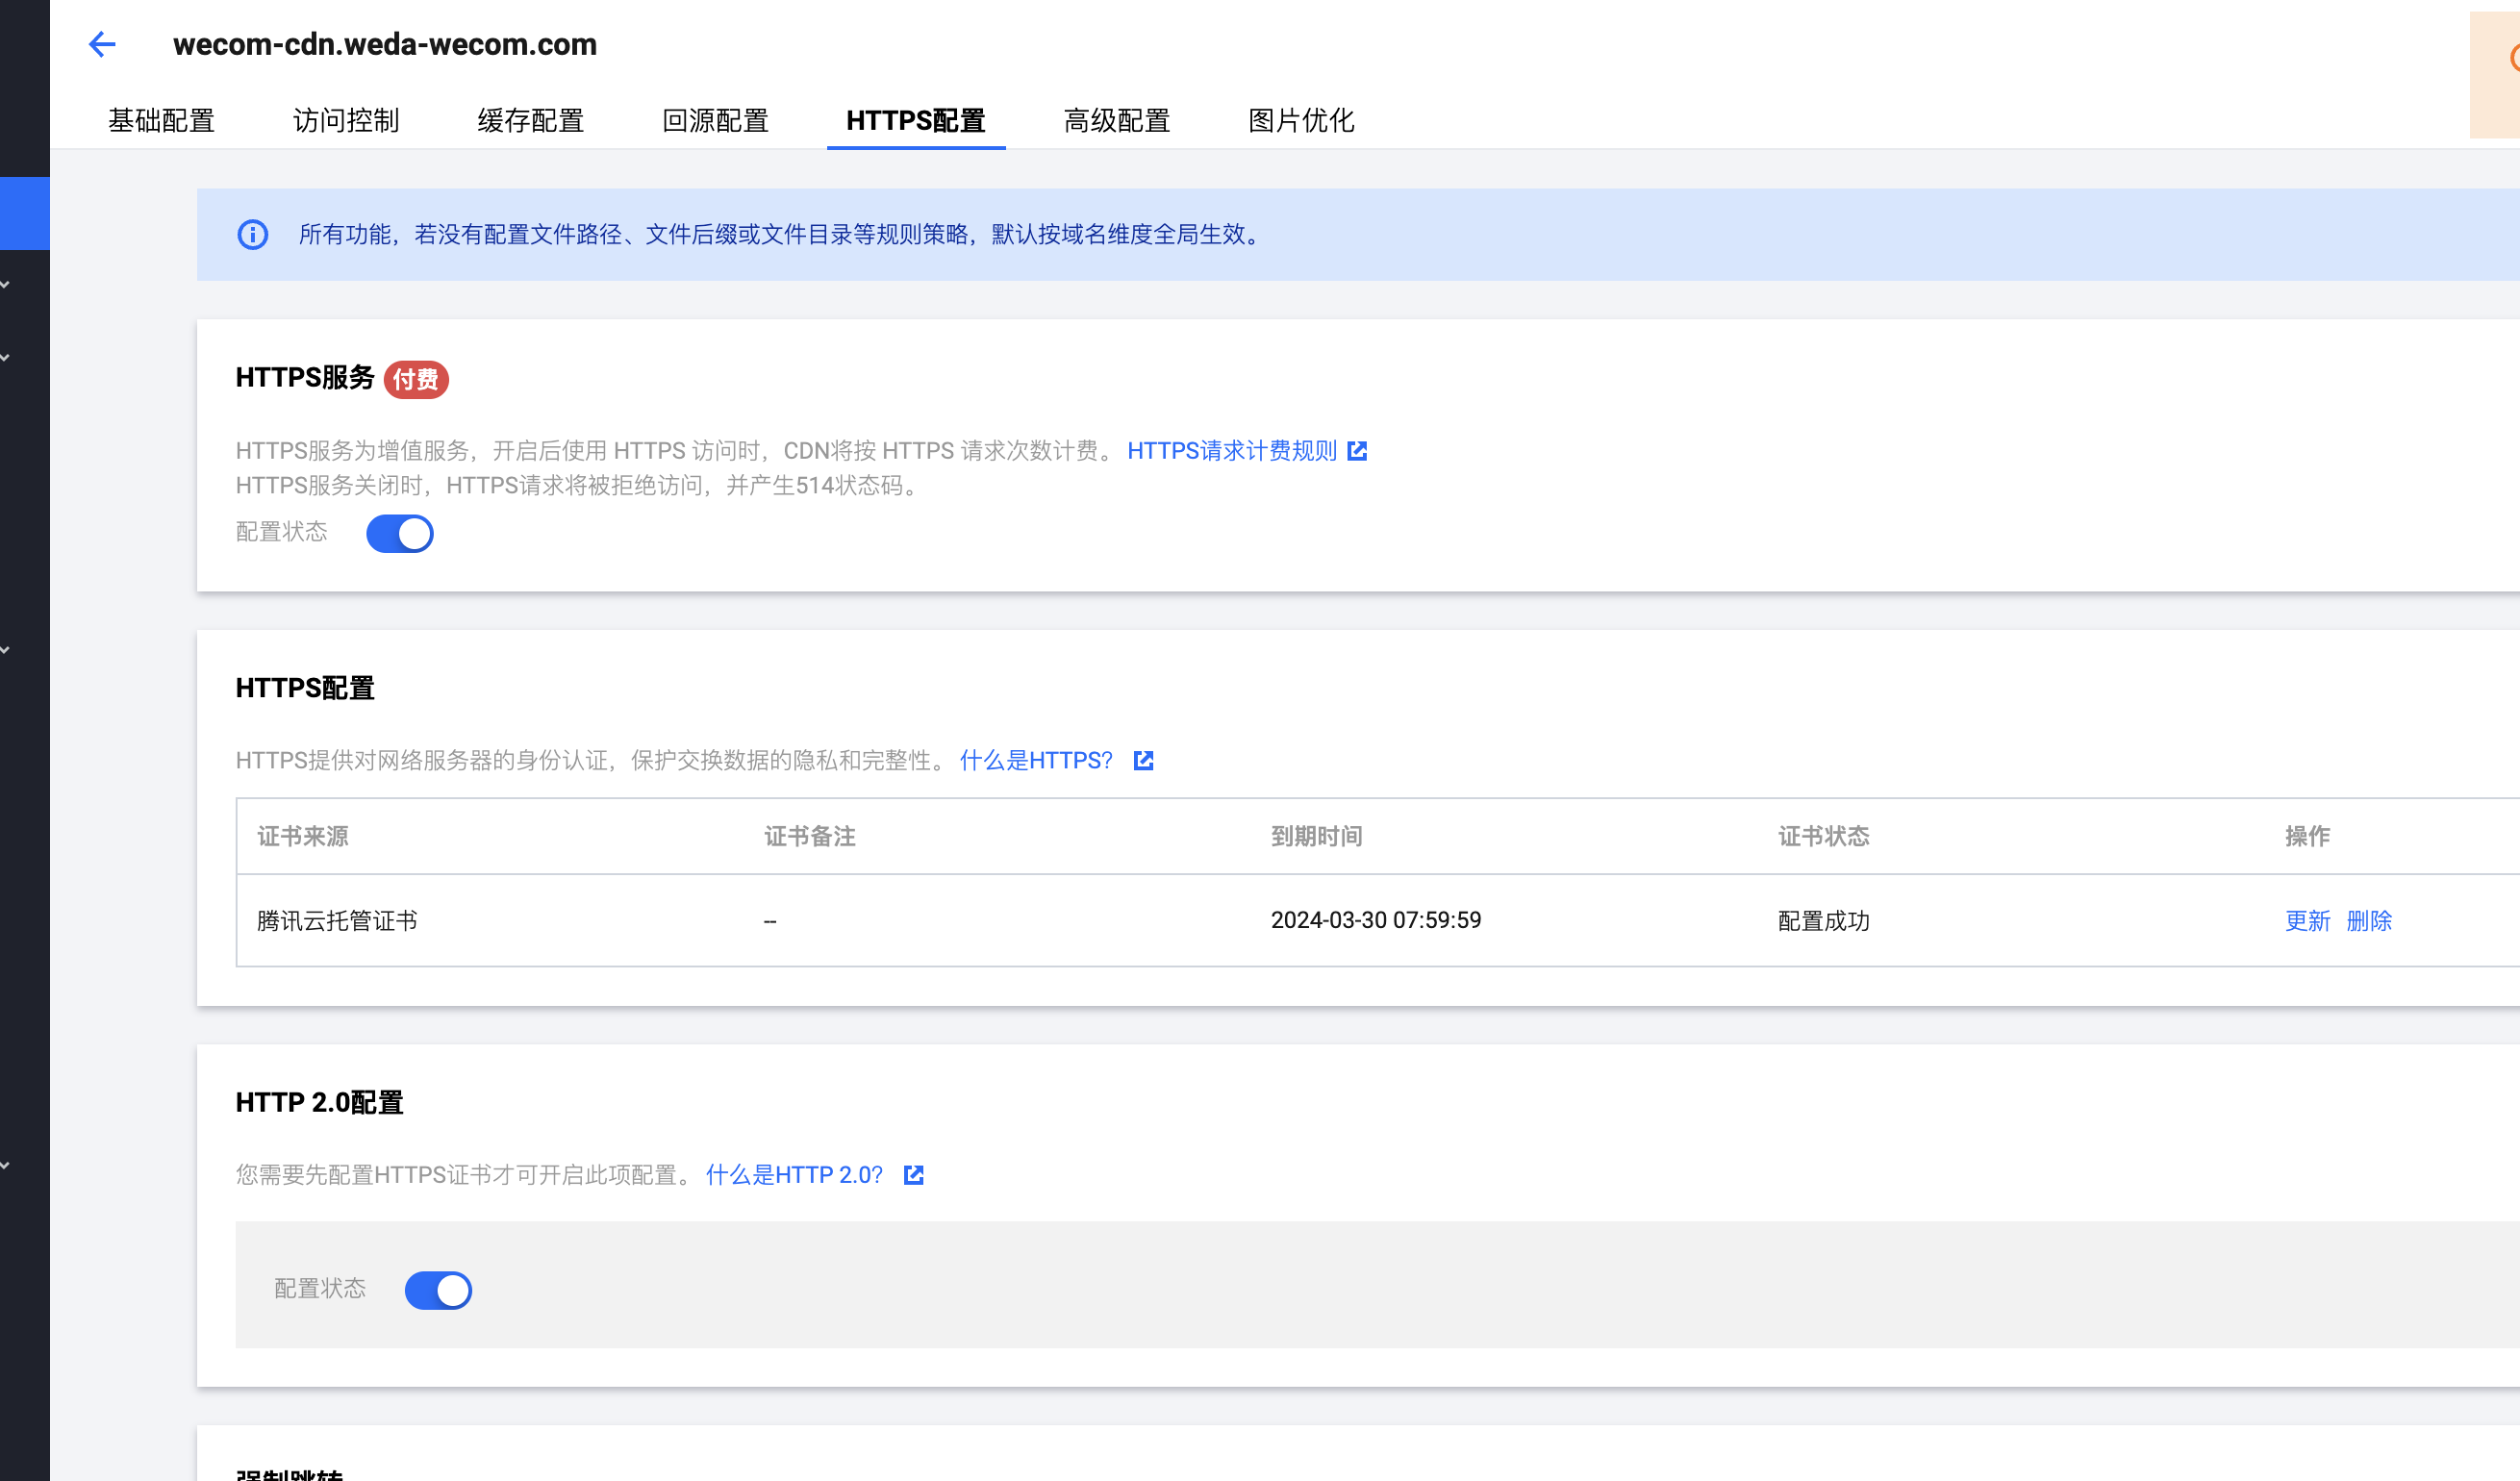 wecom-cdn.weda-wecom.com
基础配置 访问控制 缓存配置 回源配置 HTTPS配置 高级配置 图片优化
所有功能，若没有配置文件路径、文件后缀或文件目录等规则策略，默认按域名维度全局生效。
HTTPS服务 付费
HTTPS服务为增值服务，开启后使用 HTTPS 访问时，CDN将按 HTTPS 请求次数计费。 HTTPS请求计费规则
HTTPS服务关闭时，HTTPS请求将被拒绝访问，并产生514状态码。
配置状态
HTTPS配置
HTTPS提供对网络服务器的身份认证，保护交换数据的隐私和完整性。 什么是HTTPS?
证书来源 证书备注 到期时间 证书状态 操作
腾讯云托管证书 -- 2024-03-30 07:59:59 配置成功 更新 删除
HTTP 2.0配置
您需要先配置HTTPS证书才可开启此项配置。 什么是HTTP 2.0?
配置状态
强制跳转